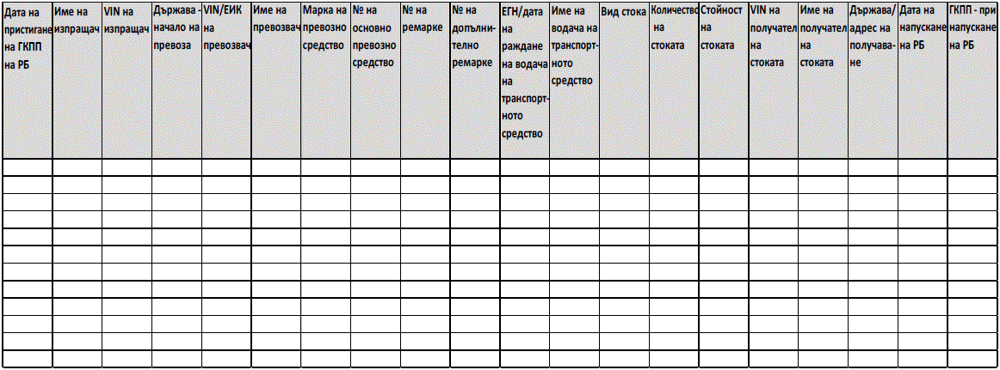 Дата на
пристигане
на ГКПП
на РБ
Име на
изпращач
VIN на
изпращач
Държава -
начало на
превоза
VIN/ЕИК
на
превозвач
Име на
превозвач
Марка на
превозно
средство
№ на
основно
превозно
средство
№ на
ремарке
№ на
допълни-
телно
ремарке
ЕГН/дата
на
раждане
на водача
на
транспорт-
ното
средство
Име на
водача на
транспорт-
ното
средство
Вид стока
Количество
на
стоката
Стойност
на
стоката
VIN на
получател
на
стоката
Име на
получател
на
стоката
Държава/
адрес на
получава-
не
Дата на
напускане
на РБ
ГКПП - при
напускане
на РБ